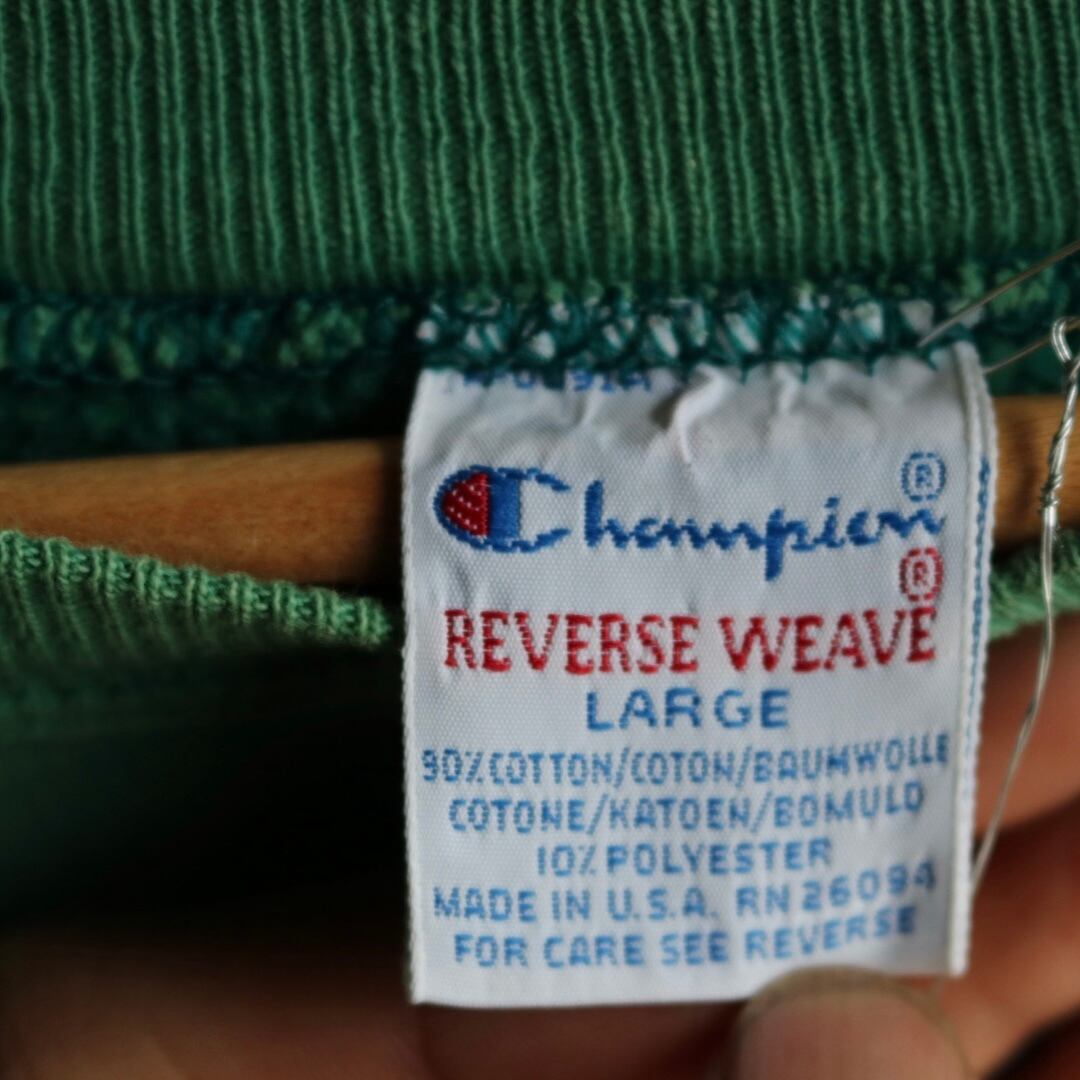 Champion®
®
REVERSE WEAVE
LARGE
90% COTTON/COTON/BAUMWOLLE
COTONE/KATOEN/BOMULD
10% POLYESTER
MADE IN U.S.A. RN 26094
FOR CARE SEE REVERSE